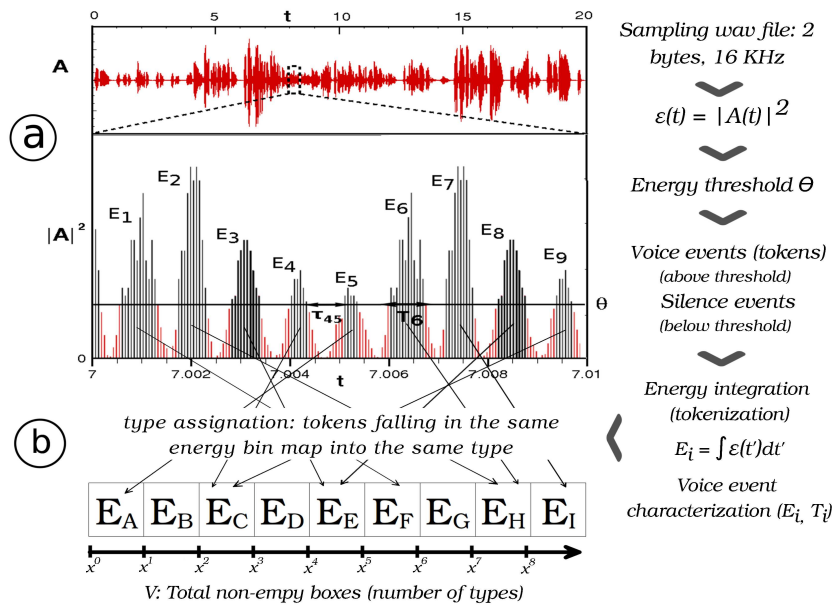 0 5 t 10 15 20
A
a
E1 E2 E3 E4 E5 E6 E7 E8 E9
|A|²
τ45 T6 Θ
0
7 7.002 7.004 7.006 7.008 7.01
t
Sampling wav file: 2
bytes, 16 KHz
ε(t) = |A(t)|²
Energy threshold Θ
Voice events (tokens)
(above threshold)
Silence events
(below threshold)
Energy integration
(tokenization)
Ei = ∫ε(t')dt'
Voice event
characterization (Ei, Ti)
b
type assignation: tokens falling in the same
energy bin map into the same type
EA EB EC ED EE EF EG EH EI
x⁰ x¹ x² x³ x⁴ x⁵ x⁶ x⁷ x⁸
V: Total non-empy boxes (number of types)